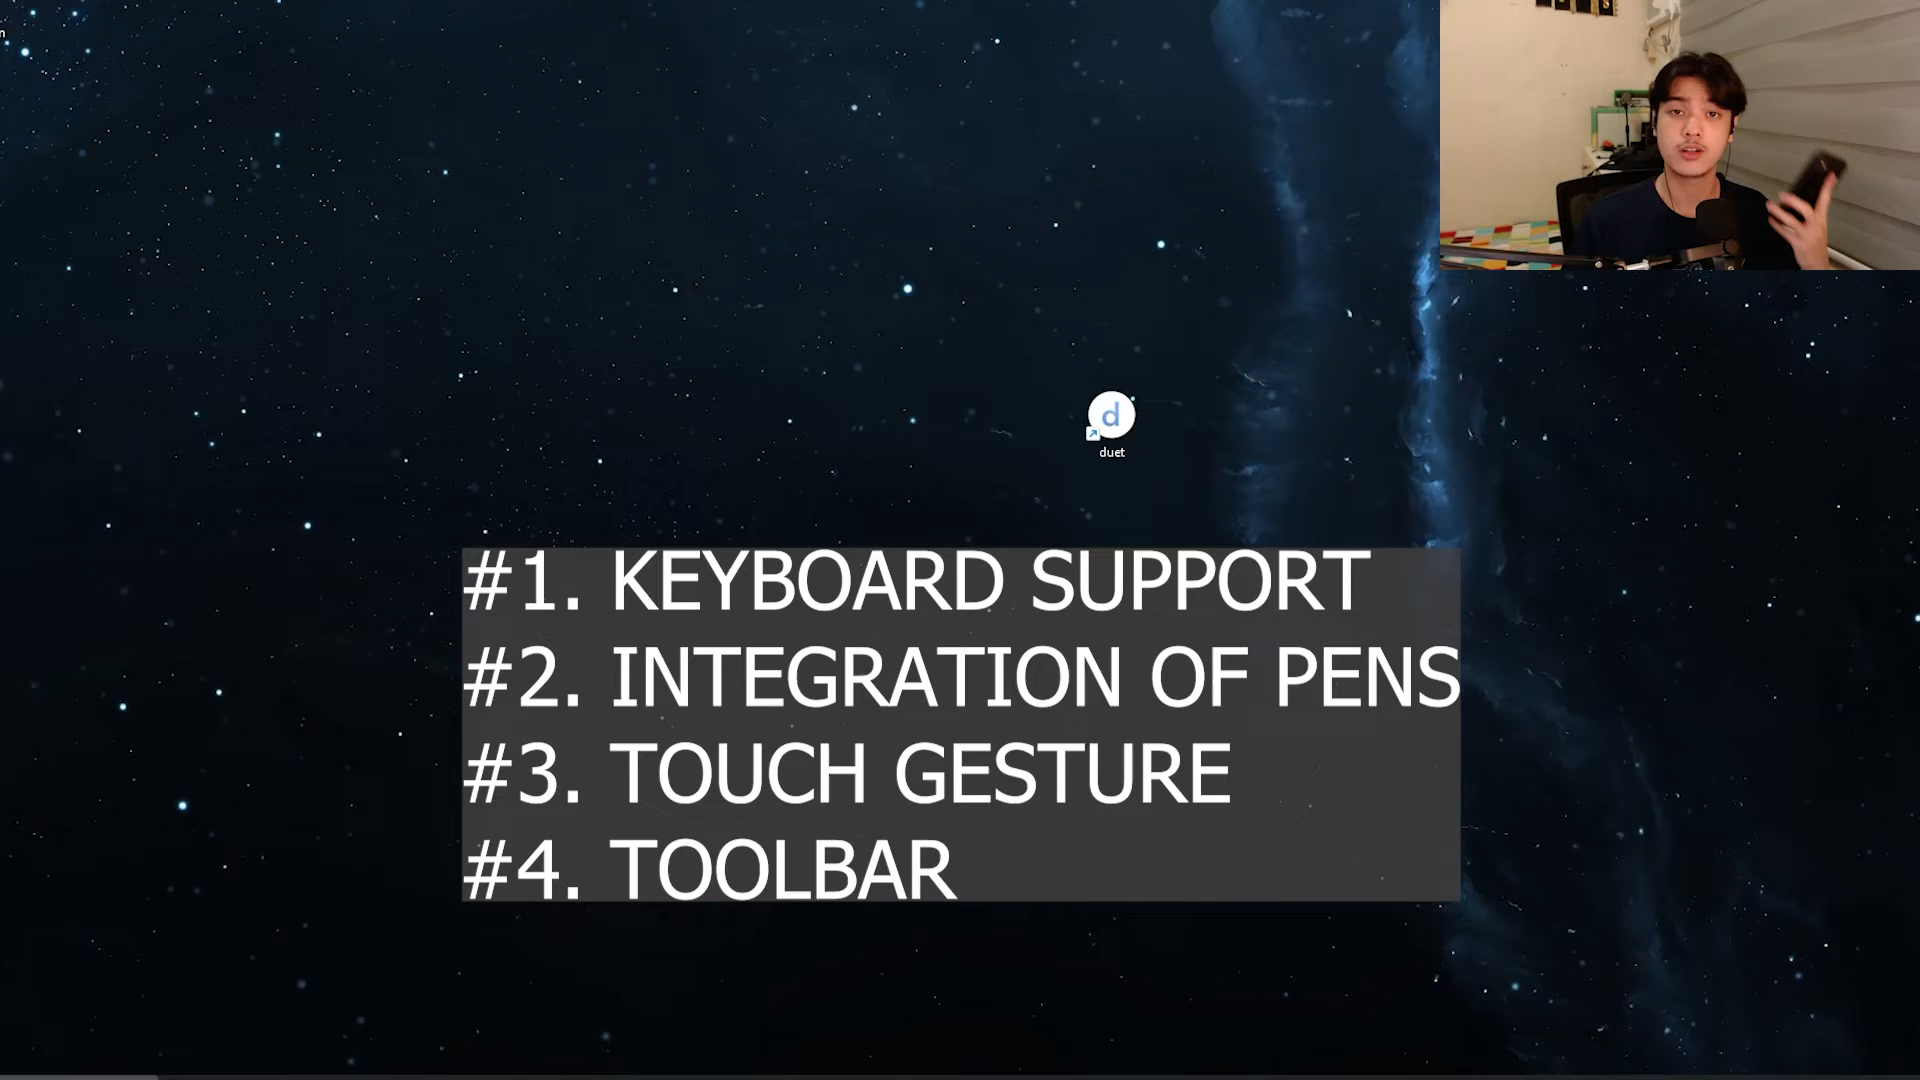 n
d
duet
#1. KEYBOARD SUPPORT
#2. INTEGRATION OF PENS
#3. TOUCH GESTURE
#4. TOOLBAR